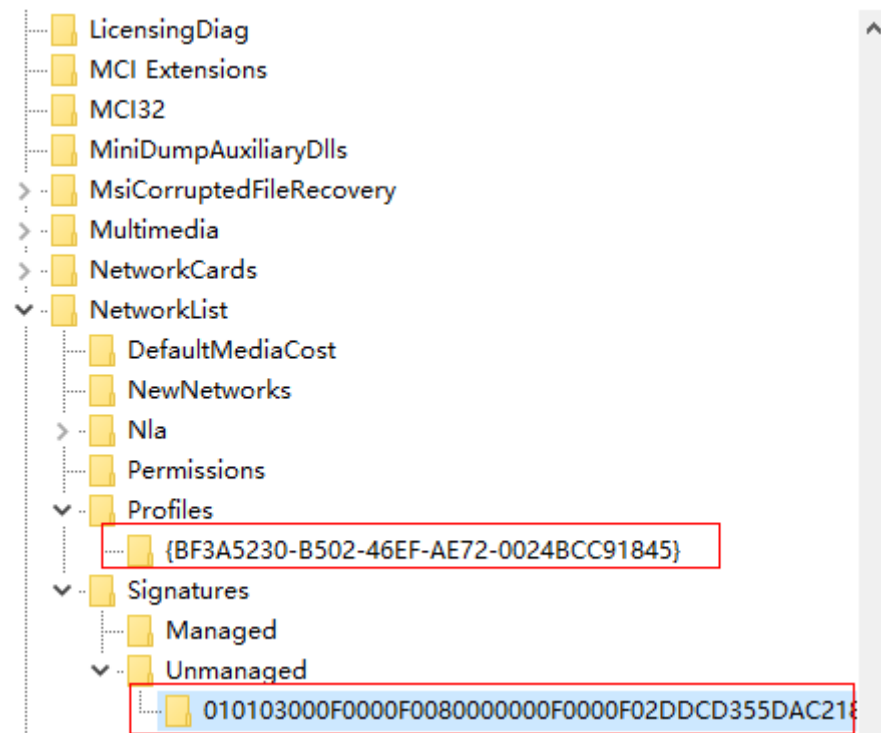 LicensingDiag
MCI Extensions
MCI32
MiniDumpAuxiliaryDlls
MsiCorruptedFileRecovery
Multimedia
NetworkCards
NetworkList
DefaultMediaCost
NewNetworks
Nla
Permissions
Profiles
{BF3A5230-B502-46EF-AE72-0024BCC91845}
Signatures
Managed
Unmanaged
010103000F0000F0080000000F0000F02DDCD355DAC218